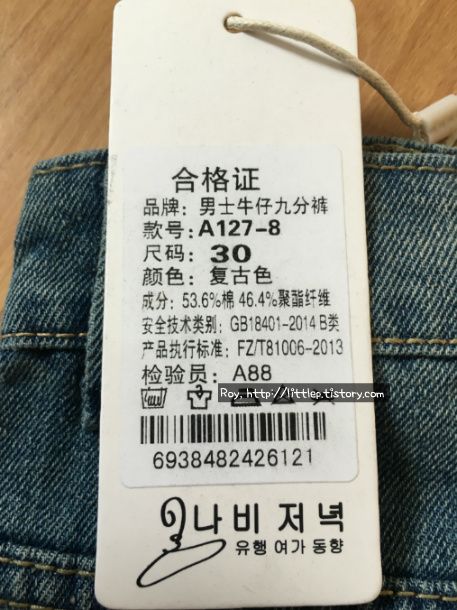 合格证
品牌: 男士牛仔九分裤
款号: A127-8
尺码: 30
颜色: 复古色
成分: 53.6%棉 46.4%聚酯纤维
安全技术类别: GB18401-2014 B类
产品执行标准: FZ/T81006-2013
检验员: A88
Roy. http://littlep.tistory.com
6938482426121
나비 저녁
유행 여가 동향